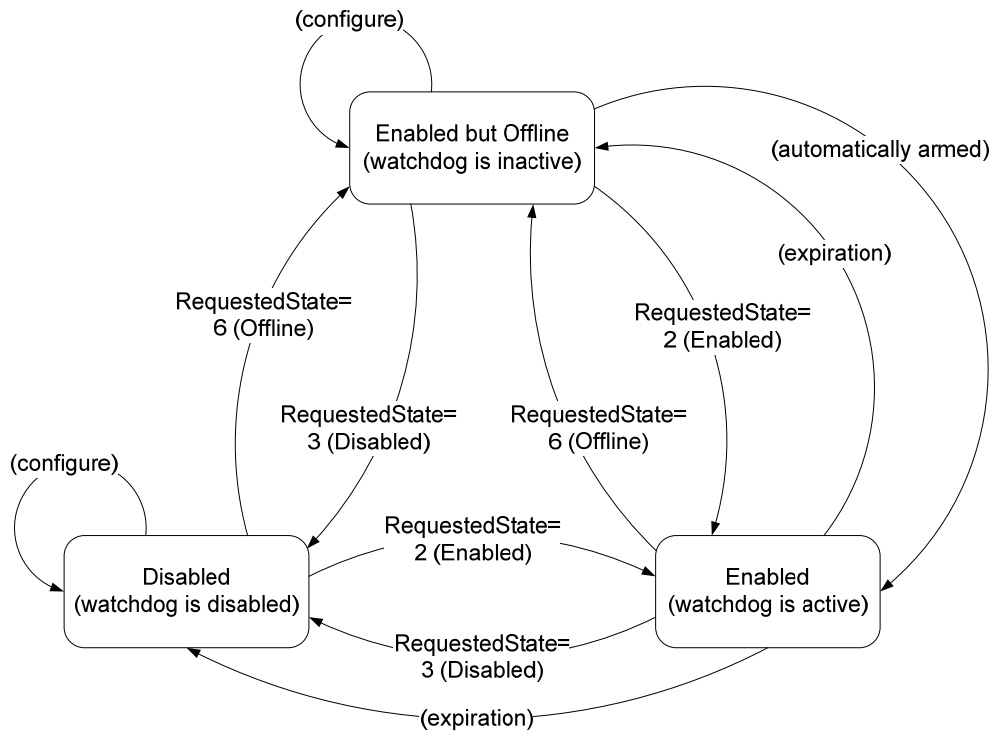 (configure)
Enabled but Offline
(watchdog is inactive)
(automatically armed)
(expiration)
RequestedState=
6 (Offline)
RequestedState=
2 (Enabled)
RequestedState=
3 (Disabled)
RequestedState=
6 (Offline)
(configure)
RequestedState=
2 (Enabled)
Disabled
(watchdog is disabled)
Enabled
(watchdog is active)
RequestedState=
3 (Disabled)
(expiration)